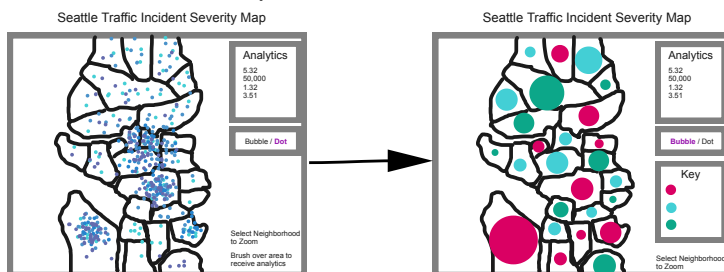 Seattle Traffic Incident Severity Map
Analytics
5.32
50,000
1.32
3.51
Bubble / Dot
Select Neighborhood
to Zoom
Brush over area to
receive analytics
Seattle Traffic Incident Severity Map
Analytics
5.32
50,000
1.32
3.51
Bubble / Dot
Key
Select Neighborhood
to Zoom